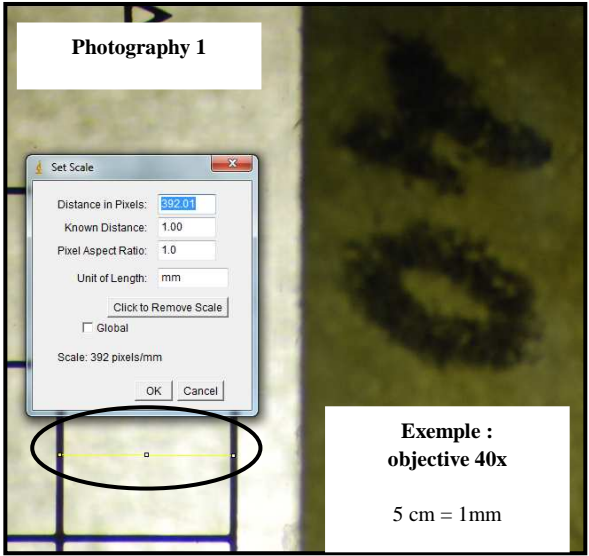 Photography 1
Set Scale
Distance in Pixels: 392.01
Known Distance: 1.00
Pixel Aspect Ratio: 1.0
Unit of Length: mm
Click to Remove Scale
Global
Scale: 392 pixels/mm
OK Cancel
Exemple :
objective 40x
5 cm = 1mm